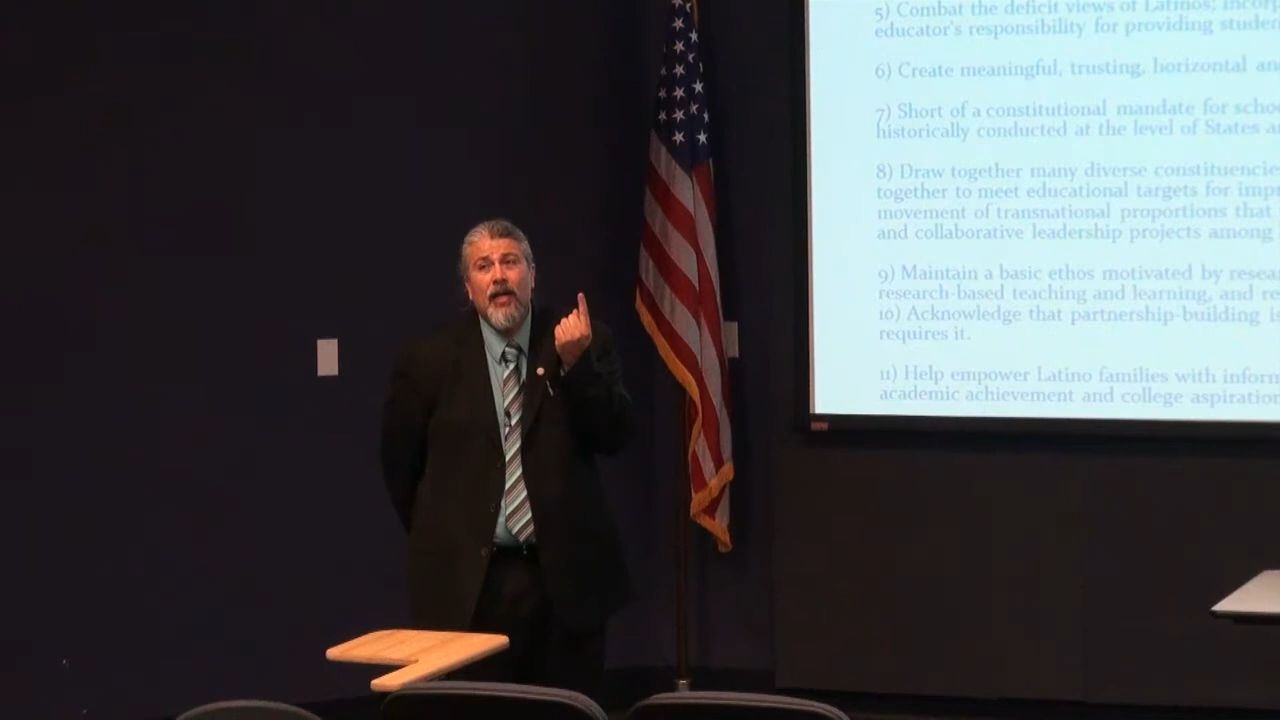 5) Combat the deficit views of Latinos; incorp
educator's responsibility for providing studen
6) Create meaningful, trusting, horizontal an
7) Short of a constitutional mandate for scho
historically conducted at the level of States a
8) Draw together many diverse constituencie
together to meet educational targets for imp
movement of transnational proportions that
and collaborative leadership projects among
9) Maintain a basic ethos motivated by resea
research-based teaching and learning, and re
10) Acknowledge that partnership-building i
requires it.
11) Help empower Latino families with inform
academic achievement and college aspiration